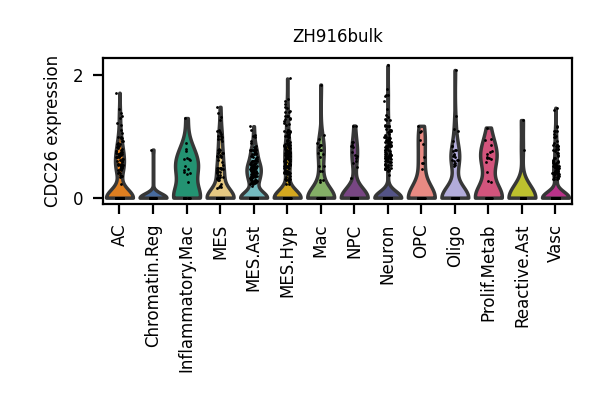 ZH916bulk
CDC26 expression
2
0
AC
Chromatin.Reg
Inflammatory.Mac
MES
MES.Ast
MES.Hyp
Mac
NPC
Neuron
OPC
Oligo
Prolif.Metab
Reactive.Ast
Vasc